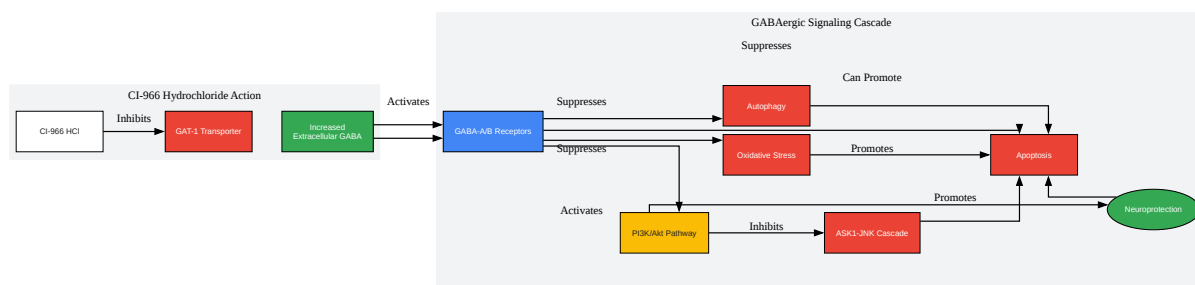 GABAergic Signaling Cascade
Suppresses
Can Promote
CI-966 Hydrochloride Action
Activates
Suppresses
Autophagy
Inhibits
CI-966 HCl
GAT-1 Transporter
Increased
Extracellular GABA
GABA-A/B Receptors
Suppresses
Oxidative Stress
Promotes
Apoptosis
Promotes
Neuroprotection
Activates
PI3K/Akt Pathway
Inhibits
ASK1-JNK Cascade